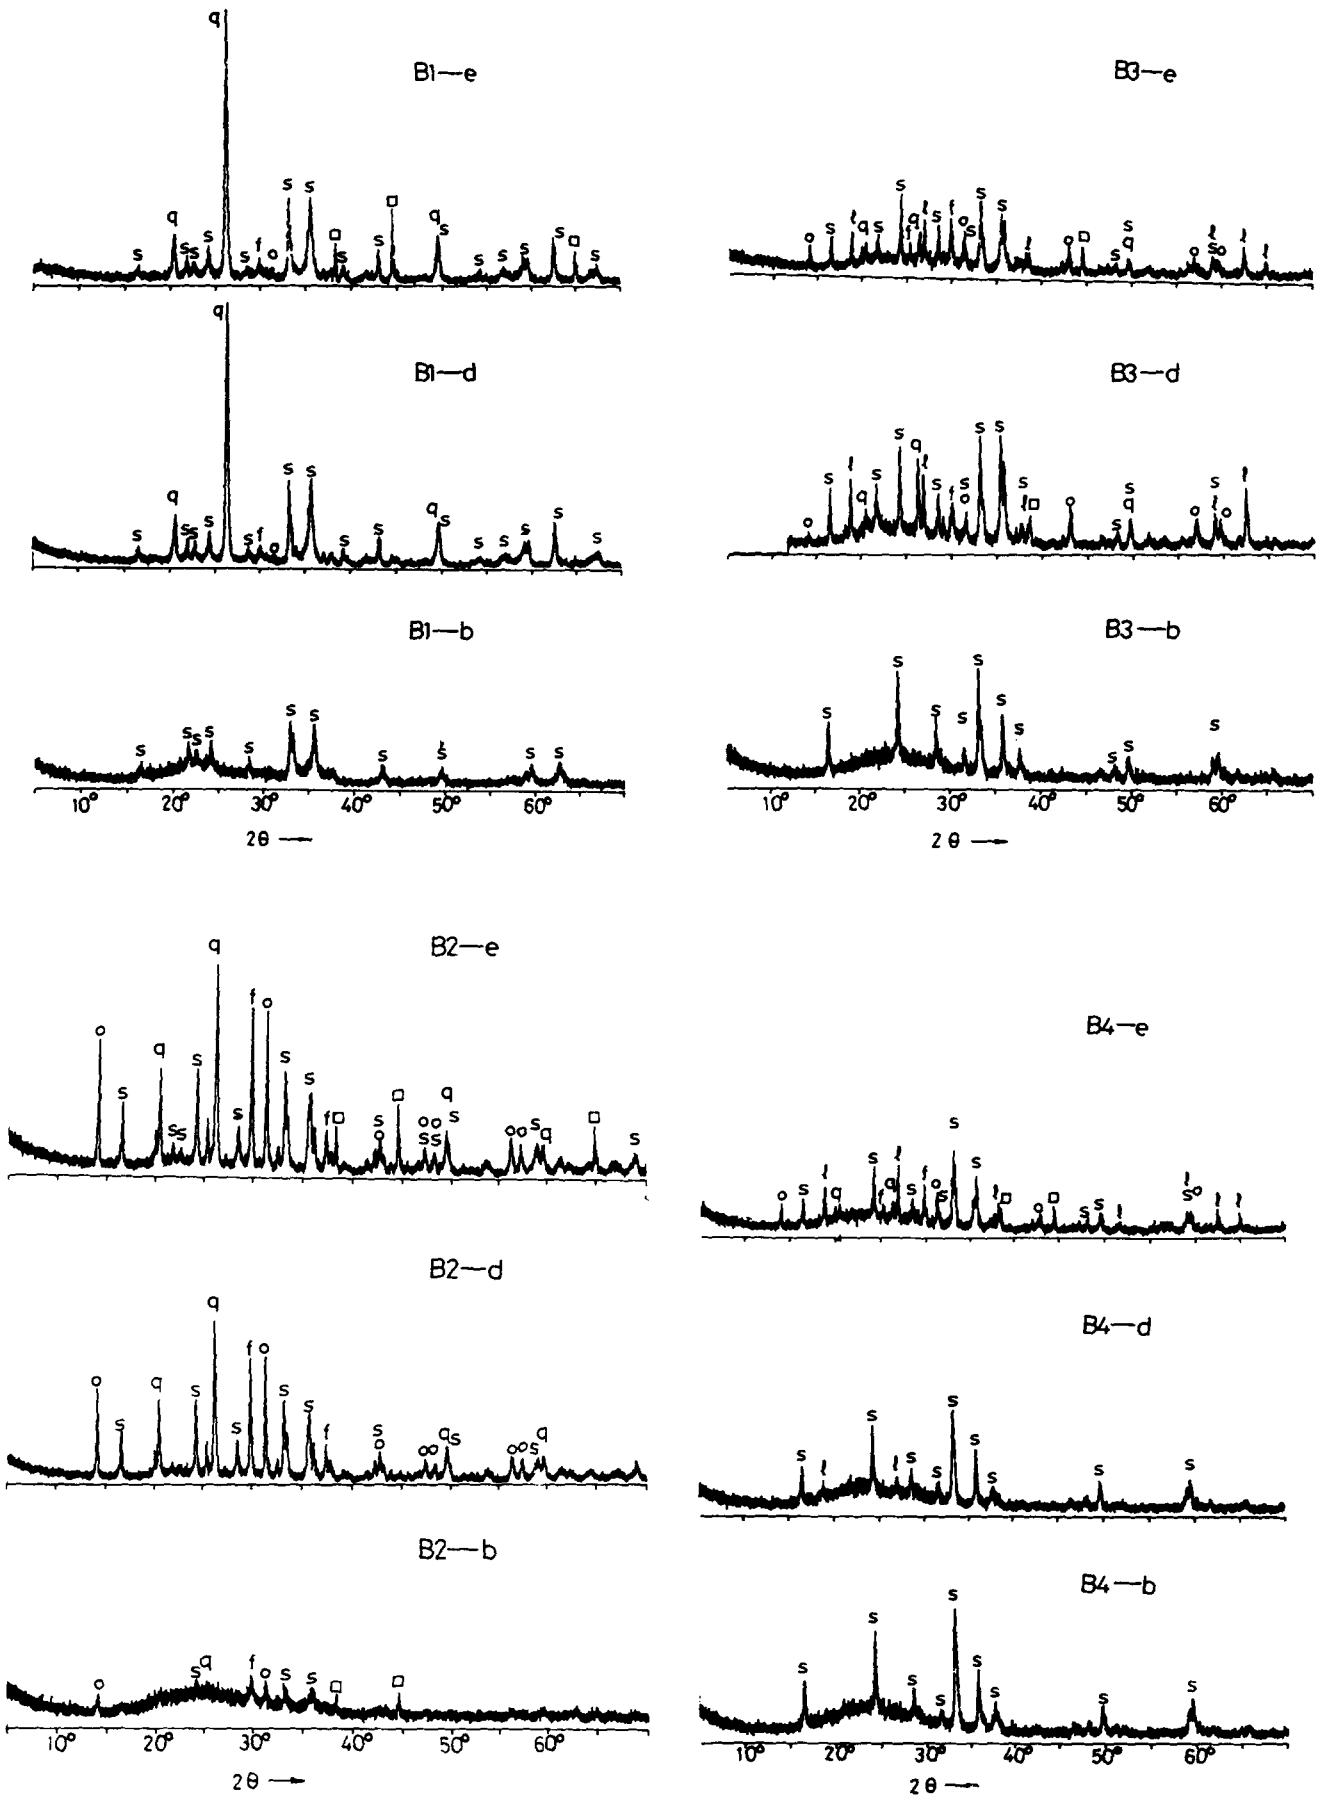 q
B1—e
q s s s s f o s s □ s s □ q s s s s s □ s
q
B1—d
q s s s s s f o s s s s q s s s s s s
B1—b
s s s s s s s s s s s
10° 20° 30° 40° 50° 60°
2θ →
B3—e
o s l q s s f q l s f o s s s l o □ s s q o l s o l l
B3—d
o s l q s s q l s f s o s s s l □ o s s q o s l o l
B3—b
s s s s s s s s s s
10° 20° 30° 40° 50° 60°
2θ →
B2—e
o s q s s s q s f o s s f □ s o □ o s o s q s o o s q □ s
B2—d
o s q s q s f o s s f s o o o q s o o s q
B2—b
o s q f o s s □ □
10° 20° 30° 40° 50° 60°
2θ →
B4—e
o s l q s f q l s f o s s s l □ o □ s s l l s o l l
B4—d
s l s l s s s s s s s
B4—b
s s s s s s s s s
10° 20° 30° 40° 50° 60°
2θ →